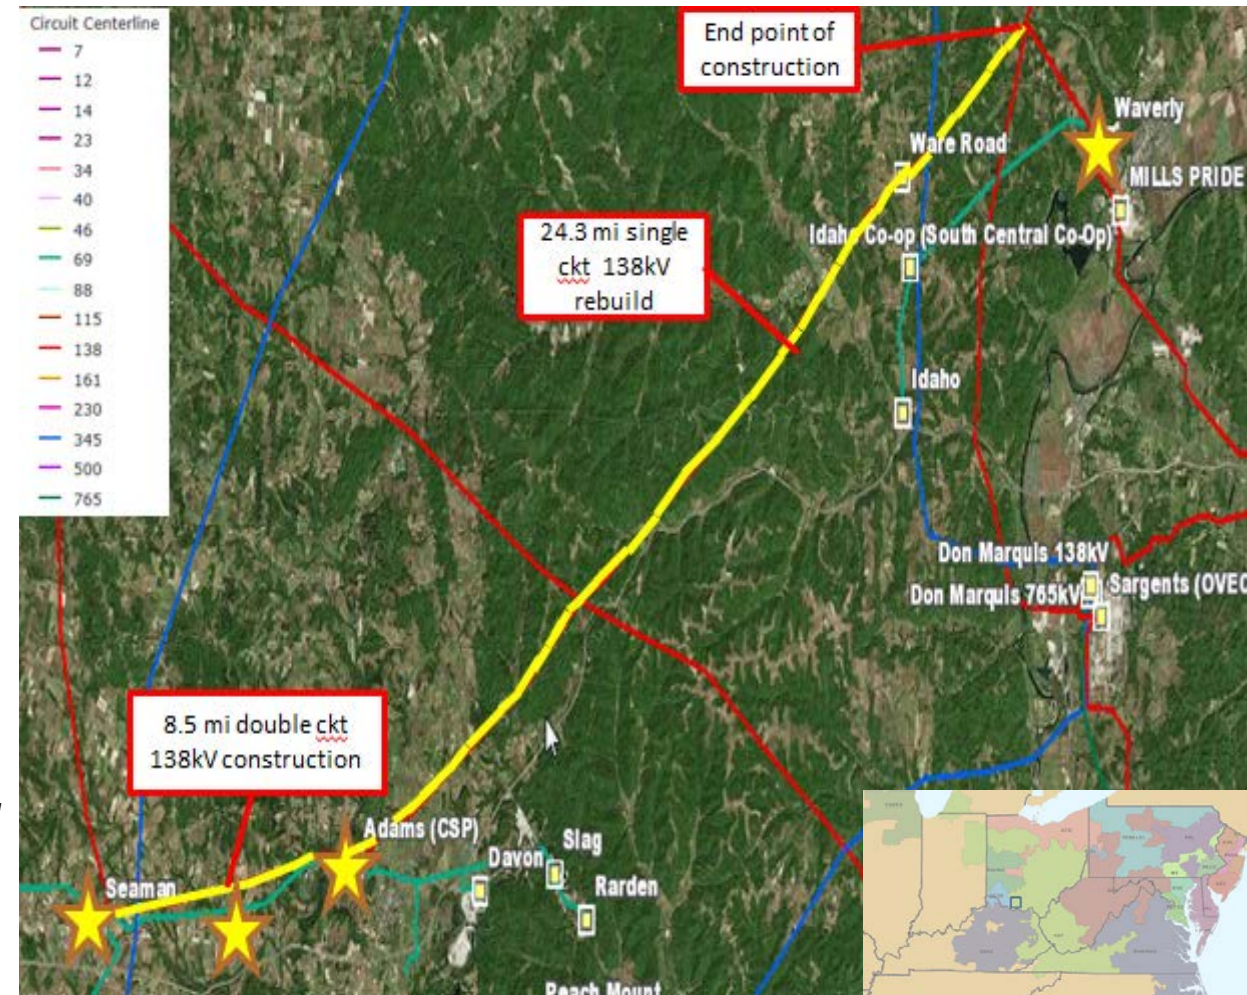 Circuit Centerline
7
12
14
23
34
40
46
69
88
115
138
161
230
345
500
765
End point of
construction
Waverly
Ware Road
MILLS PRIDE
24.3 mi single
ckt 138kV
rebuild
Idaho Co-op (South Central Co-Op)
Idaho
Don Marquis 138kV
Don Marquis 765kV
Sargents (OVEC
8.5 mi double ckt
138kV construction
Adams (CSP)
Slag
Davon
Rarden
Seaman
Peach Mount